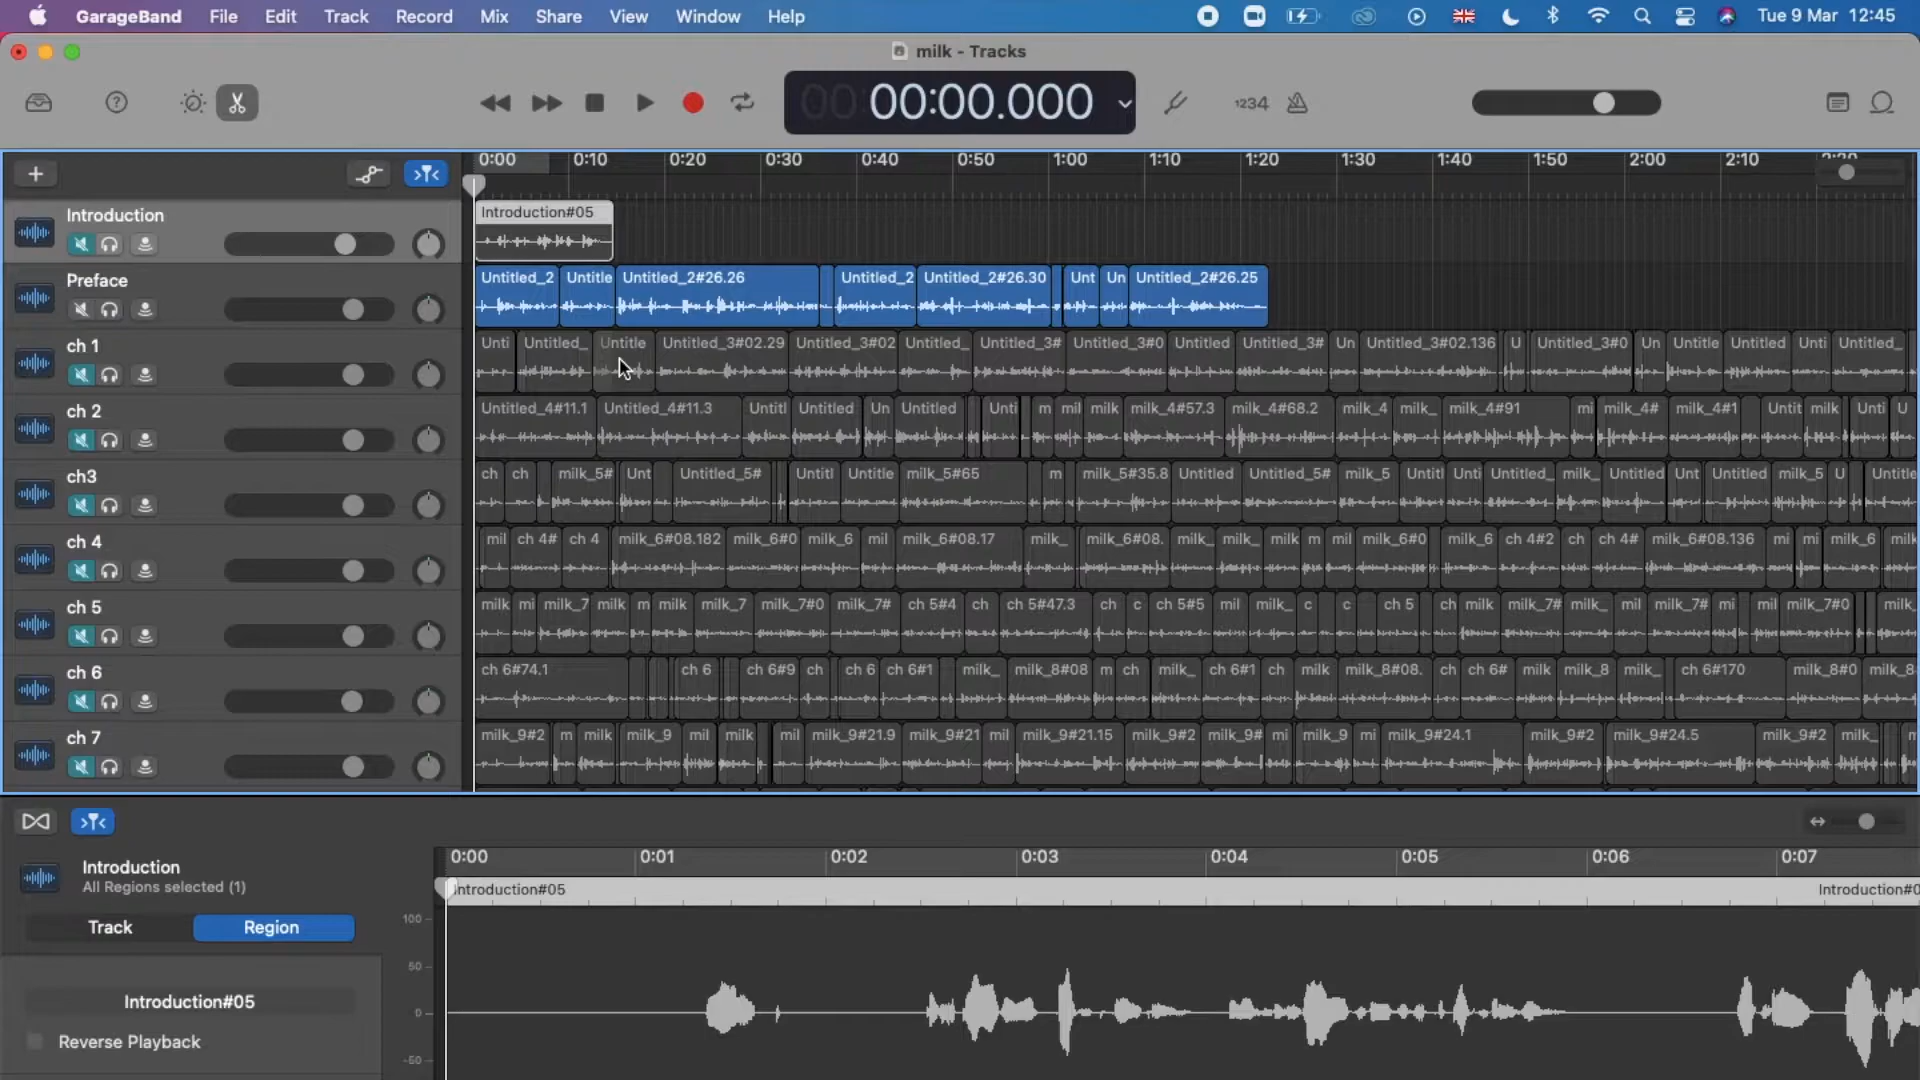 GarageBand File Edit Track Record Mix Share View Window Help Tue 9 Mar 12:45
milk - Tracks
00:00.000 1234
0:00 0:10 0:20 0:30 0:40 0:50 1:00 1:10 1:20 1:30 1:40 1:50 2:00 2:10 2:20
Introduction
Introduction#05
Preface
Untitled_2 Untitle Untitled_2#26.26 Untitled_2 Untitled_2#26.30 Unt Un Untitled_2#26.25
ch 1
Unti Untitled_ Untitle Untitled_3#02.29 Untitled_3#02 Untitled_ Untitled_3# Untitled_3#0 Untitled Untitled_3# Un Untitled_3#02.136 U Untitled_3#0 Un Untitle Untitled Unti Untitled_
ch 2
Untitled_4#11.1 Untitled_4#11.3 Untitl Untitled Un Untitled Unti m mil milk milk_4#57.3 milk_4#68.2 milk_4 milk_ milk_4#91 mi milk_4# milk_4#1 Untit milk Unti U
ch3
ch ch milk_5# Unt Untitled_5# Untitl Untitle milk_5#65 m milk_5#35.8 Untitled Untitled_5# milk_5 Untitl Unti Untitled_ milk_ Untitled Unt Untitled milk_5 U Untitle
ch 4
mil ch 4# ch 4 milk_6#08.182 milk_6#0 milk_6 mil milk_6#08.17 milk_ milk_6#08. milk_ milk_ milk m mil milk_6#0 milk_6 ch 4#2 ch ch 4# milk_6#08.136 mi mi milk_6 milk
ch 5
milk mi milk_7 milk m milk milk_7 milk_7#0 milk_7# ch 5#4 ch ch 5#47.3 ch c ch 5#5 mil milk_ c c ch 5 ch milk milk_7# milk_ mil milk_7# mi mil milk_7#0 milk_
ch 6
ch 6#74.1 ch 6 ch 6#9 ch ch 6 ch 6#1 milk_ milk_8#08 m ch milk_ ch 6#1 ch milk milk_8#08. ch ch 6# milk milk_8 milk_ ch 6#170 milk_8#0 milk_8
ch 7
milk_9#2 m milk milk_9 mil milk mil milk_9#21.9 milk_9#21 mil milk_9#21.15 milk_9#2 milk_9# mi milk_9 mi milk_9#24.1 milk_9#2 milk_9#24.5 milk_9#2 milk_
Introduction
All Regions selected (1)
Track Region
Introduction#05
Reverse Playback
0:00 0:01 0:02 0:03 0:04 0:05 0:06 0:07
Introduction#05 Introduction#0
100
50
0
-50